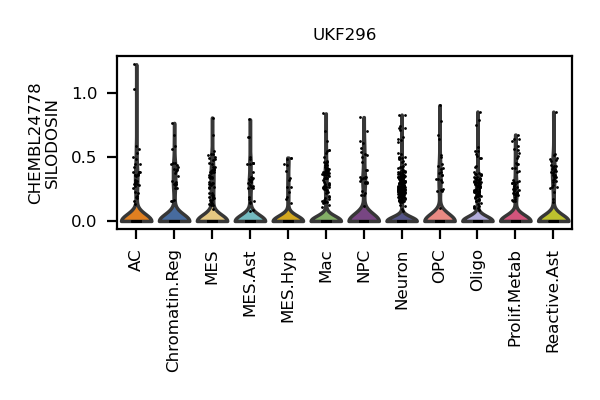 UKF296
CHEMBL24778
SILODOSIN
1.0
0.5
0.0
AC
Chromatin.Reg
MES
MES.Ast
MES.Hyp
Mac
NPC
Neuron
OPC
Oligo
Prolif.Metab
Reactive.Ast